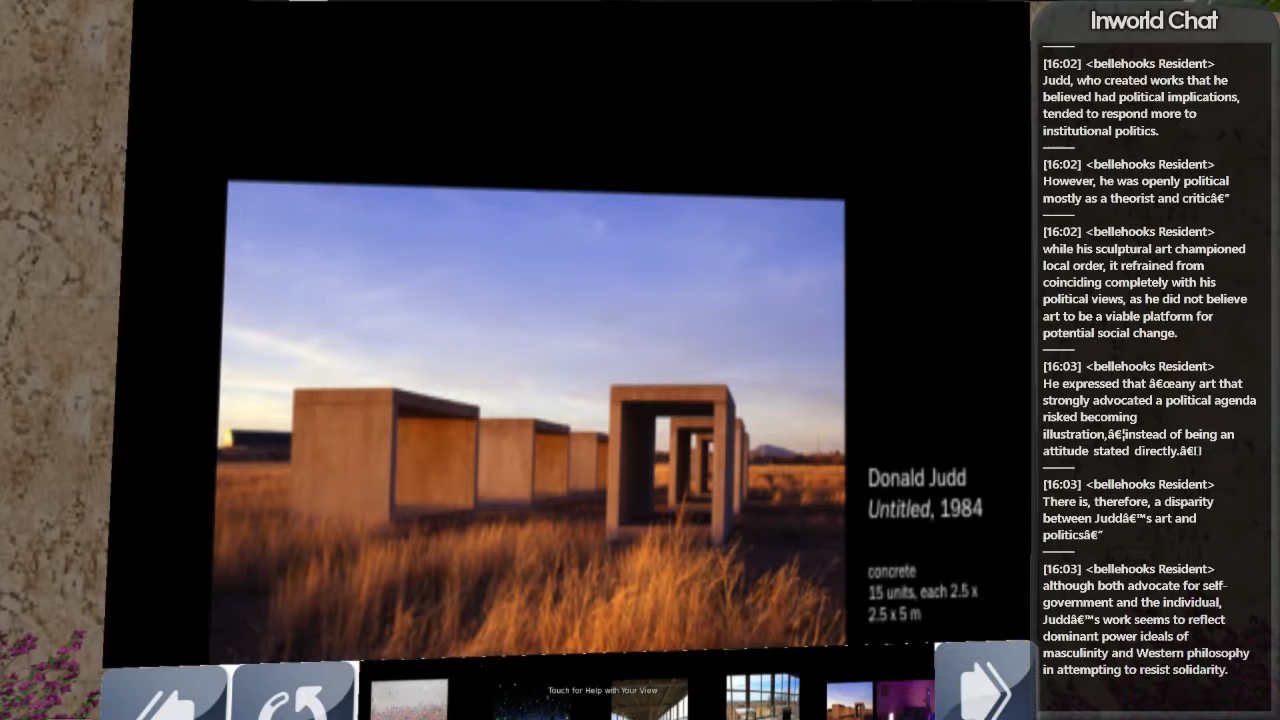 Inworld Chat
[16:02] <bellehooks Resident>
Judd, who created works that he
believed had political implications,
tended to respond more to
institutional politics.
[16:02] <bellehooks Resident>
However, he was openly political
mostly as a theorist and criticâ€”
[16:02] <bellehooks Resident>
while his sculptural art championed
local order, it refrained from
coinciding completely with his
political views, as he did not believe
art to be a viable platform for
potential social change.
[16:03] <bellehooks Resident>
He expressed that â€œany art that
strongly advocated a political agenda
risked becoming
illustration,â€¦instead of being an
attitude stated directly.â€
[16:03] <bellehooks Resident>
There is, therefore, a disparity
between Juddâ€™s art and
politicsâ€”
[16:03] <bellehooks Resident>
although both advocate for self-
government and the individual,
Juddâ€™s work seems to reflect
dominant power ideals of
masculinity and Western philosophy
in attempting to resist solidarity.
Donald Judd
Untitled, 1984
concrete
15 units, each 2.5 x
2.5 x 5 m
Touch for Help with Your View